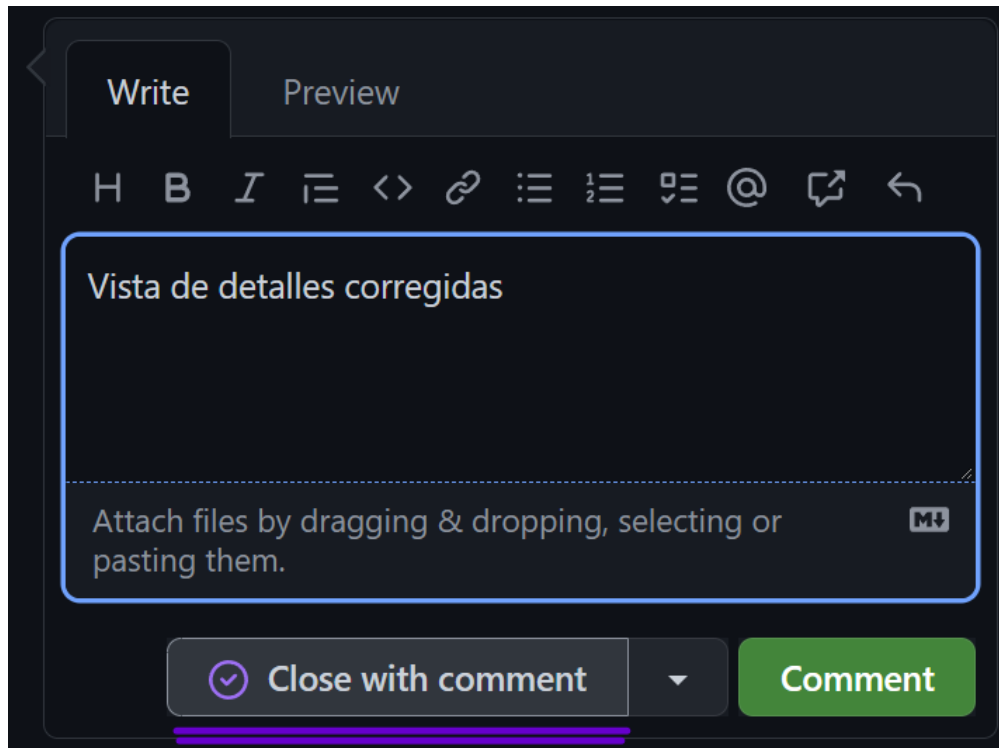 Write Preview
H B I <> @
Vista de detalles corregidas
Attach files by dragging & dropping, selecting or
pasting them.
M
Close with comment Comment